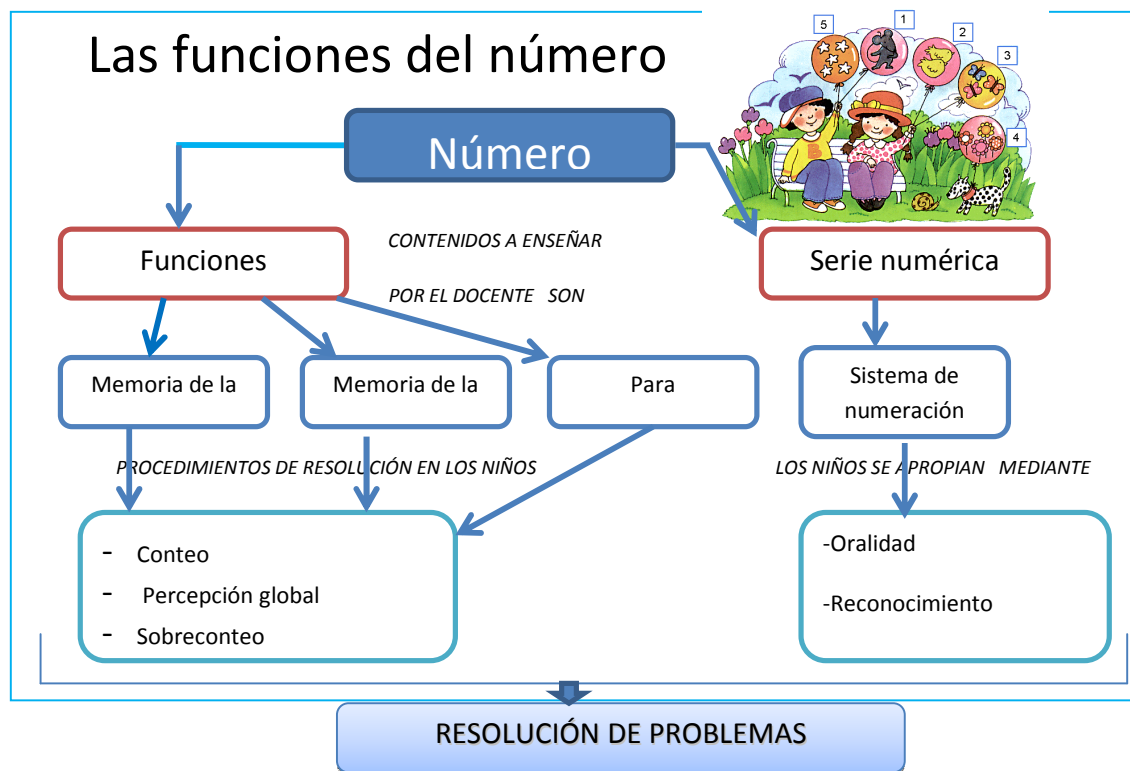 Las funciones del número
5
1
2
3
4
B
Número
CONTENIDOS A ENSEÑAR
Funciones
Serie numérica
POR EL DOCENTE SON
Memoria de la
Memoria de la
Para
Sistema de
numeración
PROCEDIMIENTOS DE RESOLUCIÓN EN LOS NIÑOS
LOS NIÑOS SE APROPIAN MEDIANTE
- Conteo
- Percepción global
- Sobreconteo
-Oralidad
-Reconocimiento
RESOLUCIÓN DE PROBLEMAS